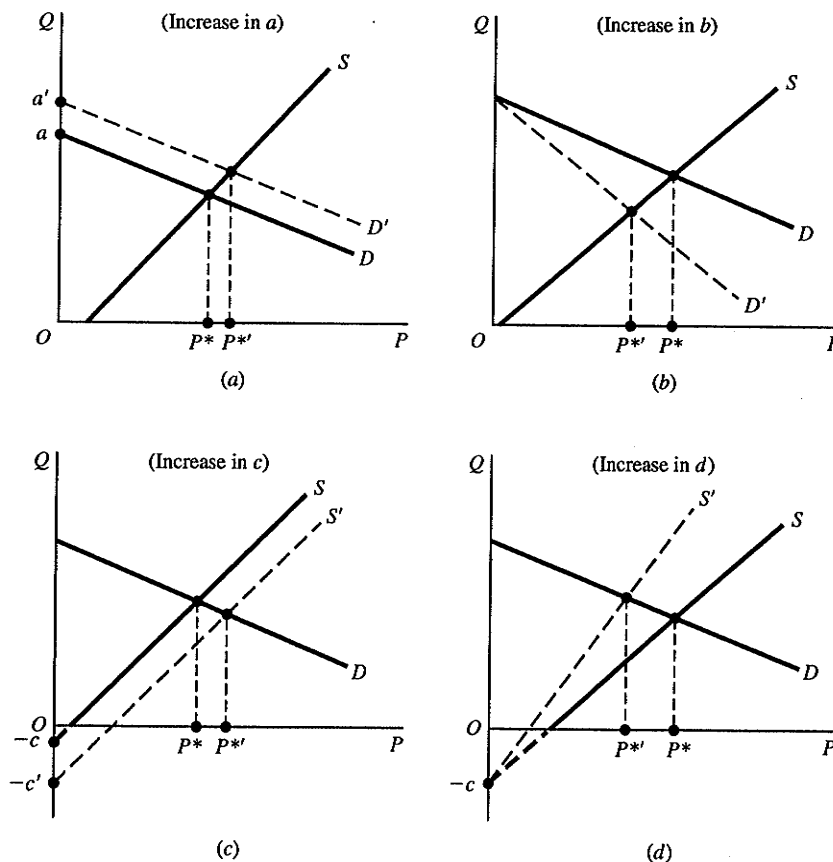 Q (Increase in a)
S
a'
a
D'
D
O P* P*' P
(a)
Q (Increase in b)
S
D
D'
O P*' P* P
(b)
Q (Increase in c)
S
S'
D
O
−c P* P*' P
−c'
(c)
Q (Increase in d)
S'
S
D
O
P*' P* P
−c
(d)